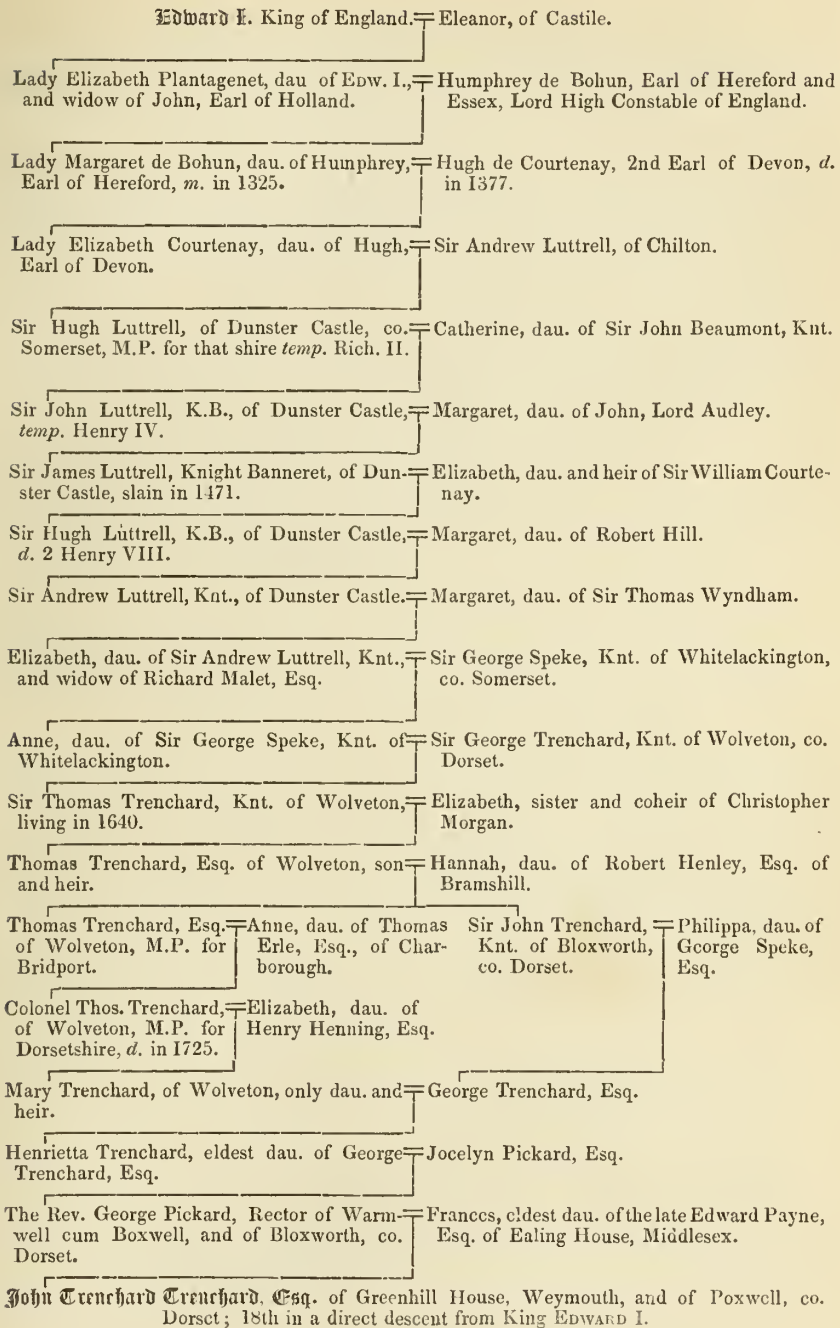 Edward I. King of England. Eleanor, of Castile.
Lady Elizabeth Plantagenet, dau of EDW. I.,
and widow of John, Earl of Holland.
Humphrey de Bohun, Earl of Hereford and
Essex, Lord High Constable of England.
Lady Margaret de Bohun, dau. of Humphrey,
Earl of Hereford, m. in 1325.
Hugh de Courtenay, 2nd Earl of Devon, d.
in 1377.
Lady Elizabeth Courtenay, dau. of Hugh,
Earl of Devon.
Sir Andrew Luttrell, of Chilton.
Sir Hugh Luttrell, of Dunster Castle, co.
Somerset, M.P. for that shire temp. Rich. II.
Catherine, dau. of Sir John Beaumont, Knt.
Sir John Luttrell, K.B., of Dunster Castle,
temp. Henry IV.
Margaret, dau. of John, Lord Audley.
Sir James Luttrell, Knight Banneret, of Dun-
ster Castle, slain in 1471.
Elizabeth, dau. and heir of Sir William Courte-
nay.
Sir Hugh Luttrell, K.B., of Dunster Castle,
d. 2 Henry VIII.
Margaret, dau. of Robert Hill.
Sir Andrew Luttrell, Knt., of Dunster Castle.
Margaret, dau. of Sir Thomas Wyndham.
Elizabeth, dau. of Sir Andrew Luttrell, Knt.,
and widow of Richard Malet, Esq.
Sir George Speke, Knt. of Whitelackington,
co. Somerset.
Anne, dau. of Sir George Speke, Knt. of
Whitelackington.
Sir George Trenchard, Knt. of Wolveton, co.
Dorset.
Sir Thomas Trenchard, Knt. of Wolveton,
living in 1640.
Elizabeth, sister and coheir of Christopher
Morgan.
Thomas Trenchard, Esq. of Wolveton, son
and heir.
Hannah, dau. of Robert Henley, Esq. of
Bramshill.
Thomas Trenchard, Esq.
of Wolveton, M.P. for
Bridport.
Anne, dau. of Thomas
Erle, Esq., of Char-
borough.
Sir John Trenchard,
Knt. of Bloxworth,
co. Dorset.
Philippa, dau. of
George Speke,
Esq.
Colonel Thos. Trenchard,
of Wolveton, M.P. for
Dorsetshire, d. in 1725.
Elizabeth, dau. of
Henry Henning, Esq.
Mary Trenchard, of Wolveton, only dau. and
heir.
George Trenchard, Esq.
Henrietta Trenchard, eldest dau. of George
Trenchard, Esq.
Jocelyn Pickard, Esq.
The Rev. George Pickard, Rector of Warm-
well cum Boxwell, and of Bloxworth, co.
Dorset.
Frances, eldest dau. of the late Edward Payne,
Esq. of Ealing House, Middlesex.
John Trenchard Trenchard, Esq. of Greenhill House, Weymouth, and of Poxwell, co.
Dorset; 18th in a direct descent from King EDWARD I.